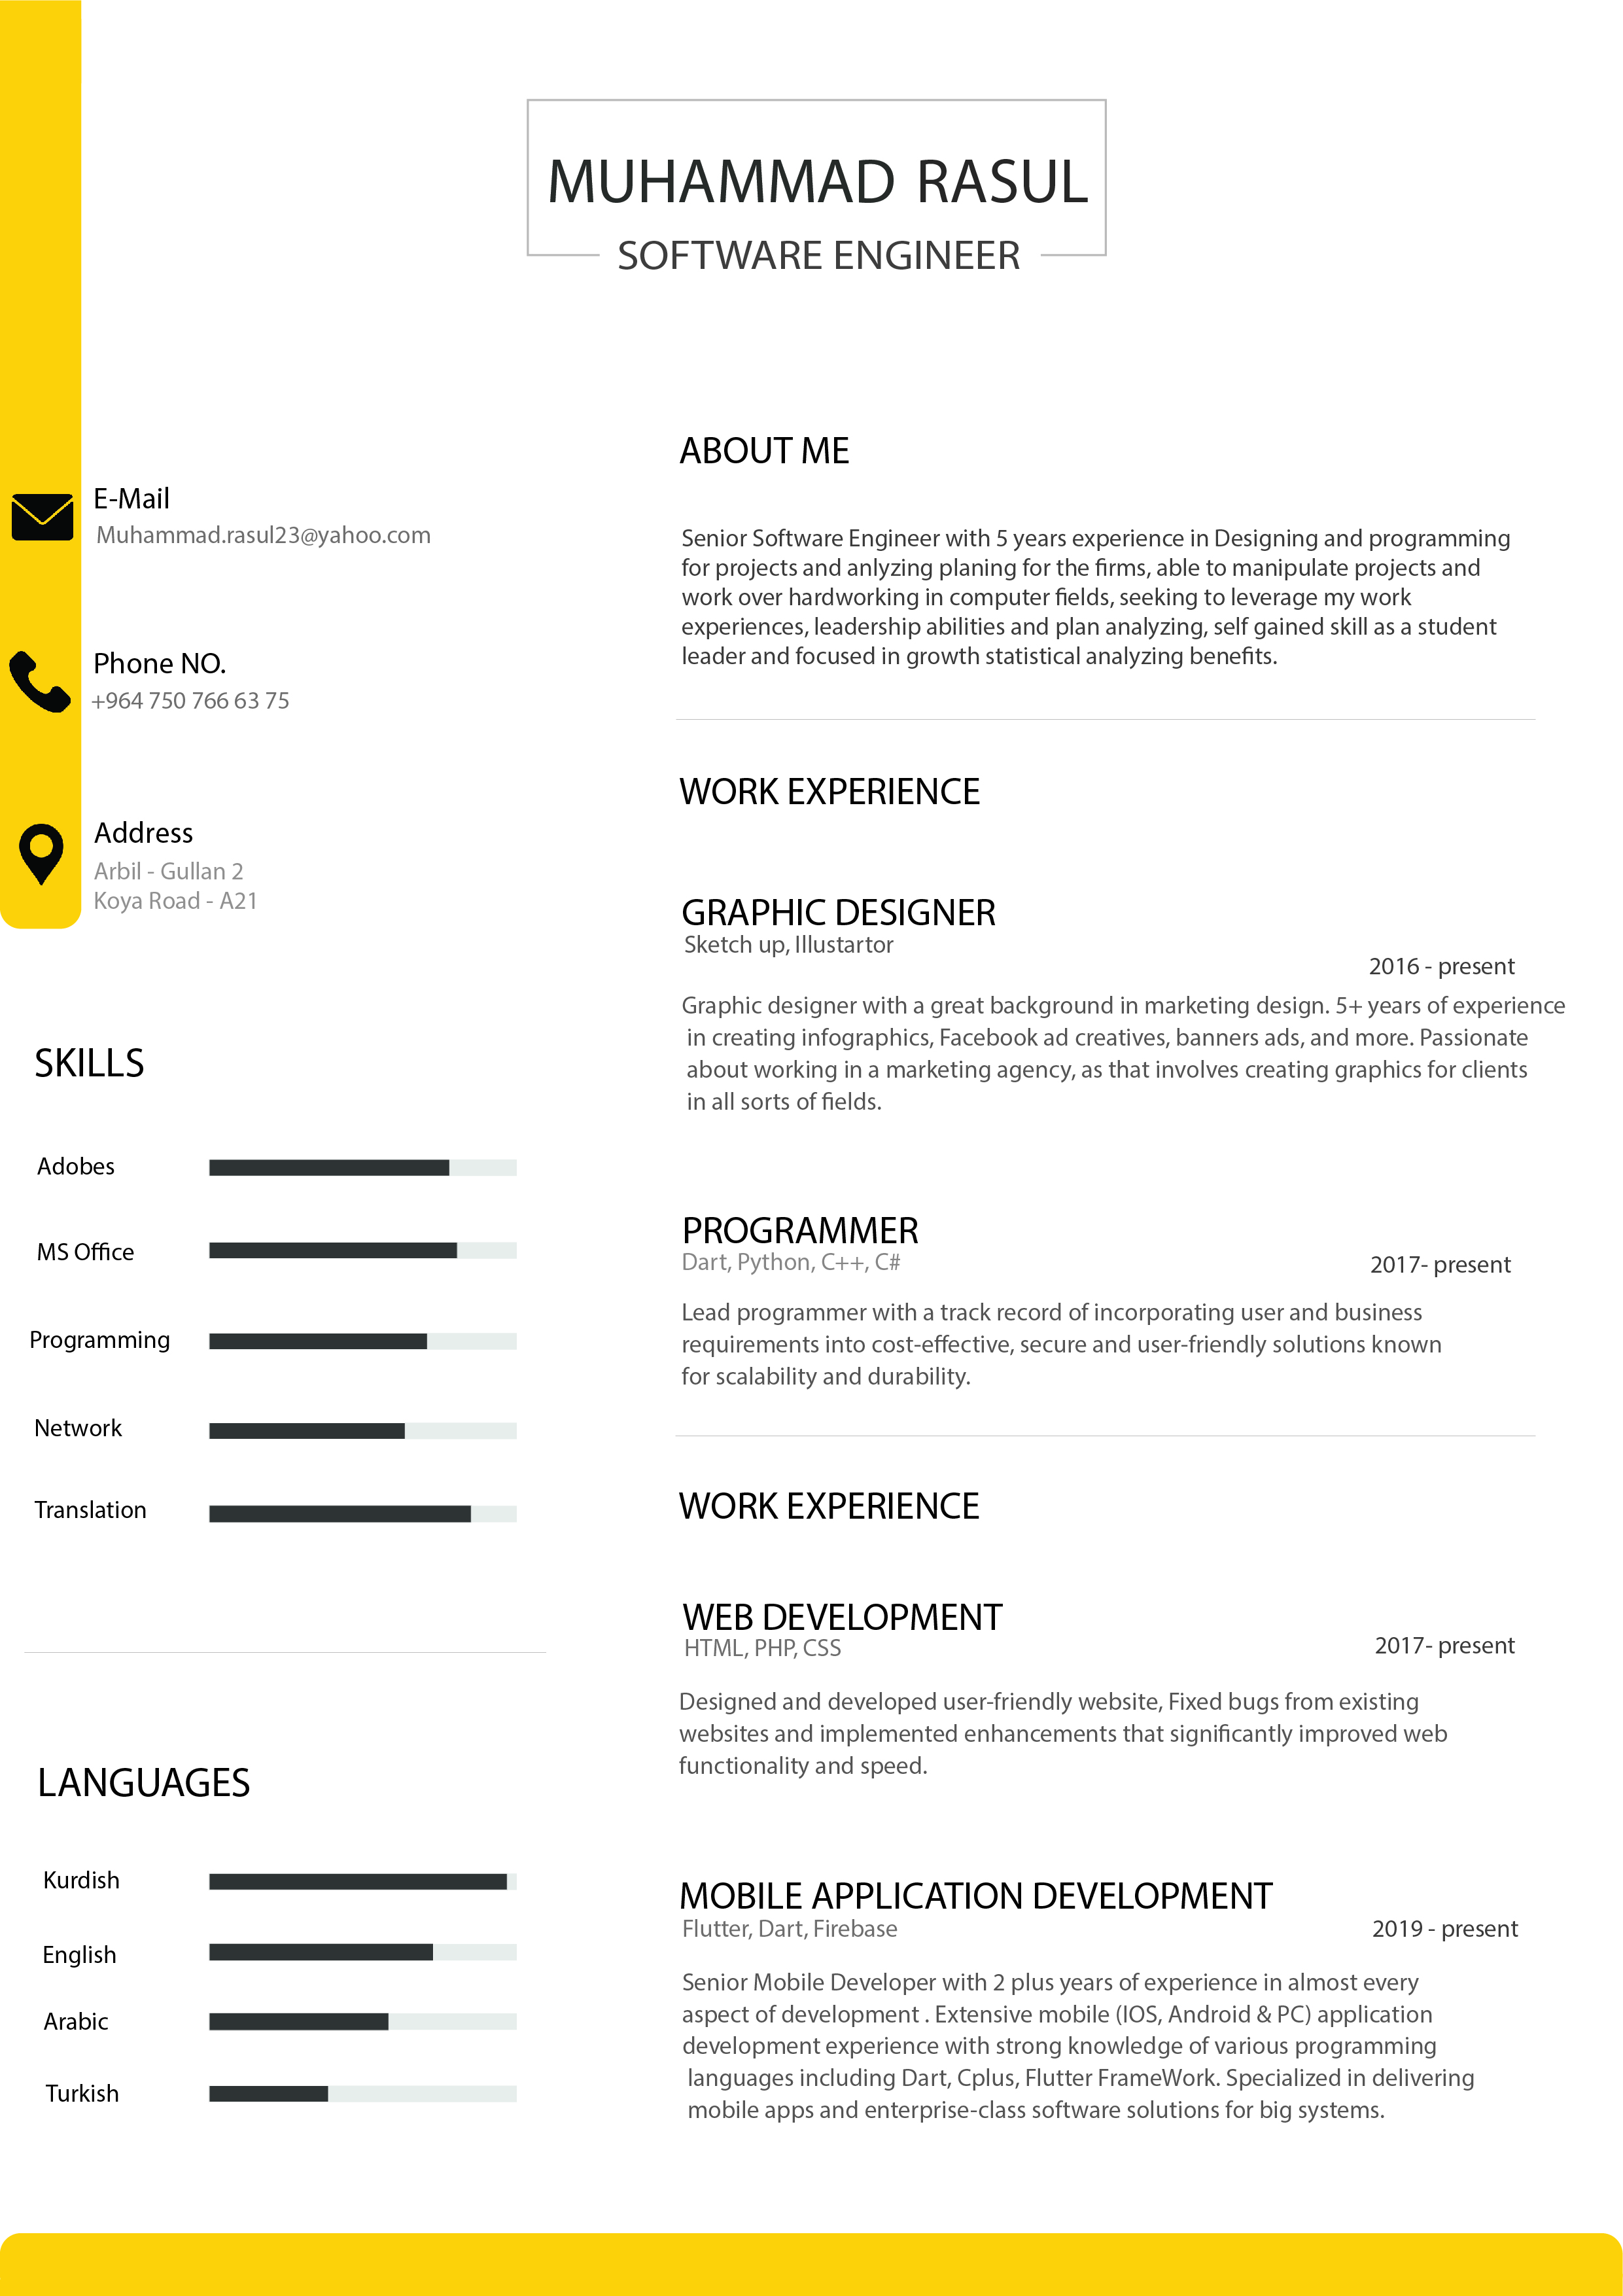 MUHAMMAD RASUL
SOFTWARE ENGINEER
E-Mail
Muhammad.rasul23@yahoo.com
Phone NO.
+964 750 766 63 75
Address
Arbil - Gullan 2
Koya Road - A21
SKILLS
Adobes
MS Office
Programming
Network
Translation
LANGUAGES
Kurdish
English
Arabic
Turkish
ABOUT ME
Senior Software Engineer with 5 years experience in Designing and programming
for projects and anlyzing planing for the firms, able to manipulate projects and
work over hardworking in computer fields, seeking to leverage my work
experiences, leadership abilities and plan analyzing, self gained skill as a student
leader and focused in growth statistical analyzing benefits.
WORK EXPERIENCE
GRAPHIC DESIGNER
Sketch up, Illustartor
2016 - present
Graphic designer with a great background in marketing design. 5+ years of experience
in creating infographics, Facebook ad creatives, banners ads, and more. Passionate
about working in a marketing agency, as that involves creating graphics for clients
in all sorts of fields.
PROGRAMMER
Dart, Python, C++, C#
2017- present
Lead programmer with a track record of incorporating user and business
requirements into cost-effective, secure and user-friendly solutions known
for scalability and durability.
WORK EXPERIENCE
WEB DEVELOPMENT
HTML, PHP, CSS
2017- present
Designed and developed user-friendly website, Fixed bugs from existing
websites and implemented enhancements that significantly improved web
functionality and speed.
MOBILE APPLICATION DEVELOPMENT
Flutter, Dart, Firebase
2019 - present
Senior Mobile Developer with 2 plus years of experience in almost every
aspect of development . Extensive mobile (IOS, Android & PC) application
development experience with strong knowledge of various programming
languages including Dart, Cplus, Flutter FrameWork. Specialized in delivering
mobile apps and enterprise-class software solutions for big systems.